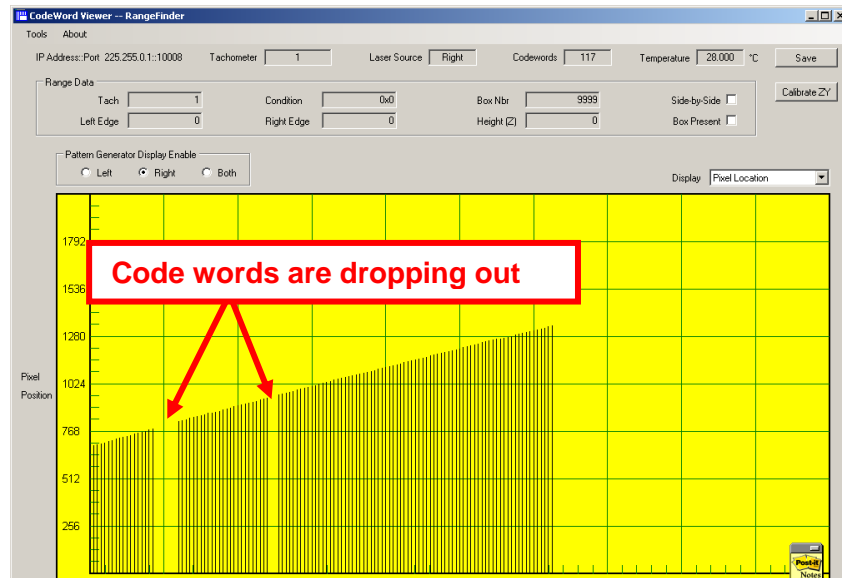 CodeWord Viewer -- RangeFinder
Tools About
IP Address::Port 225.255.0.1::10008 Tachometer 1 Laser Source Right Codewords 117 Temperature 28.000 °C Save
Range Data
Tach 1 Condition 0x0 Box Nbr 9999 Side-by-Side
Calibrate ZY
Left Edge 0 Right Edge 0 Height (Z) 0 Box Present
Pattern Generator Display Enable
Left Right Both
Display Pixel Location
1792
Code words are dropping out
1536
1280
Pixel
Position
1024
768
512
256
Post-it
Notes